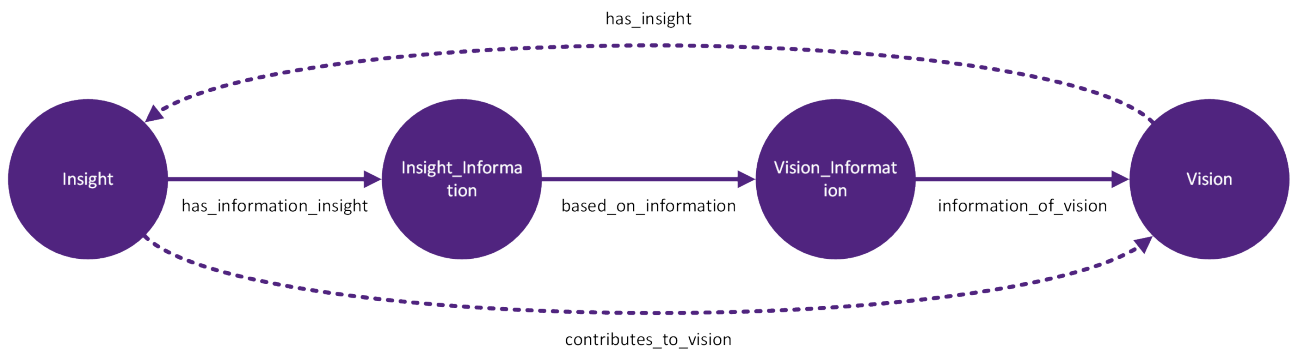 has_insight
Insight
Insight_Informa
tion
Vision_Informat
ion
Vision
has_information_insight
based_on_information
information_of_vision
contributes_to_vision